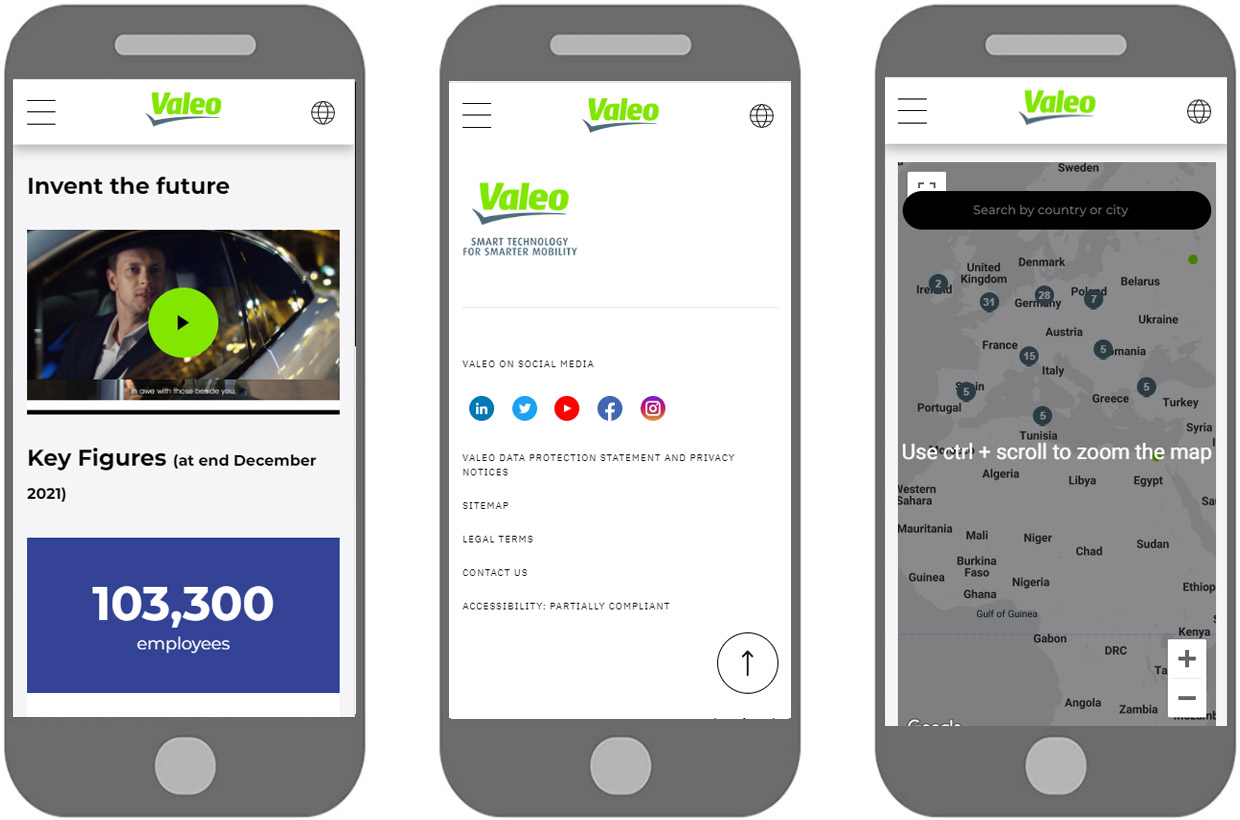 Valeo
Invent the future
in awe with those beside you.
Key Figures (at end December
2021)
103,300
employees
Valeo
Valeo
SMART TECHNOLOGY
FOR SMARTER MOBILITY
VALEO ON SOCIAL MEDIA
in
VALEO DATA PROTECTION STATEMENT AND PRIVACY
NOTICES
SITEMAP
LEGAL TERMS
CONTACT US
ACCESSIBILITY: PARTIALLY COMPLIANT
Valeo
Sweden
Search by country or city
Denmark
United
Kingdom
Belarus
2
Ireland
31
28
Germany
Poland
7
Ukraine
Austria
France
15
5
omania
Italy
Spain
5
5
Greece
Turkey
Portugal
5
Tunisia
Syria
Use ctrl + scroll to zoom the map
Algeria
Libya
Egypt
Western
Sahara
Sau
Mauritania
Mali
Niger
Chad
Sudan
Burkina
Faso
Guinea
Nigeria
Ethiop
Ghana
Gulf of Guinea
Gabon
Kenya
DRC
Ta
Angola
Zambia
Mozamb
Google